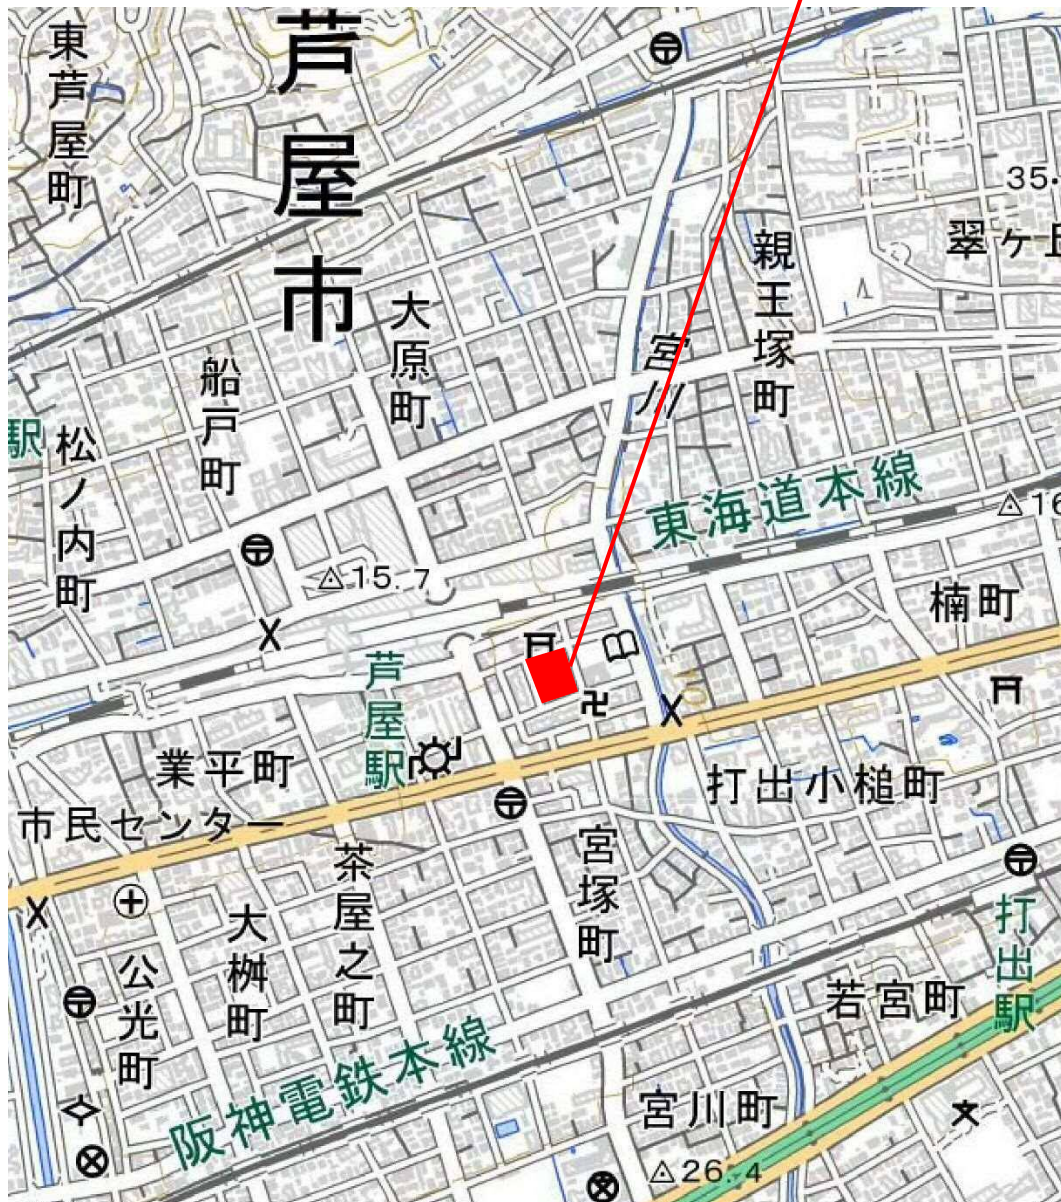 東芦屋町
芦屋市
35.
翠ヶ丘
親王塚町
大原町
船戸町
宮川
駅
松ノ内町
東海道本線
16
15.7
楠町
芦屋駅
業平町
打出小槌町
市民センター
茶屋之町
宮塚町
大桝町
公光町
打出駅
若宮町
阪神電鉄本線
宮川町
26.4